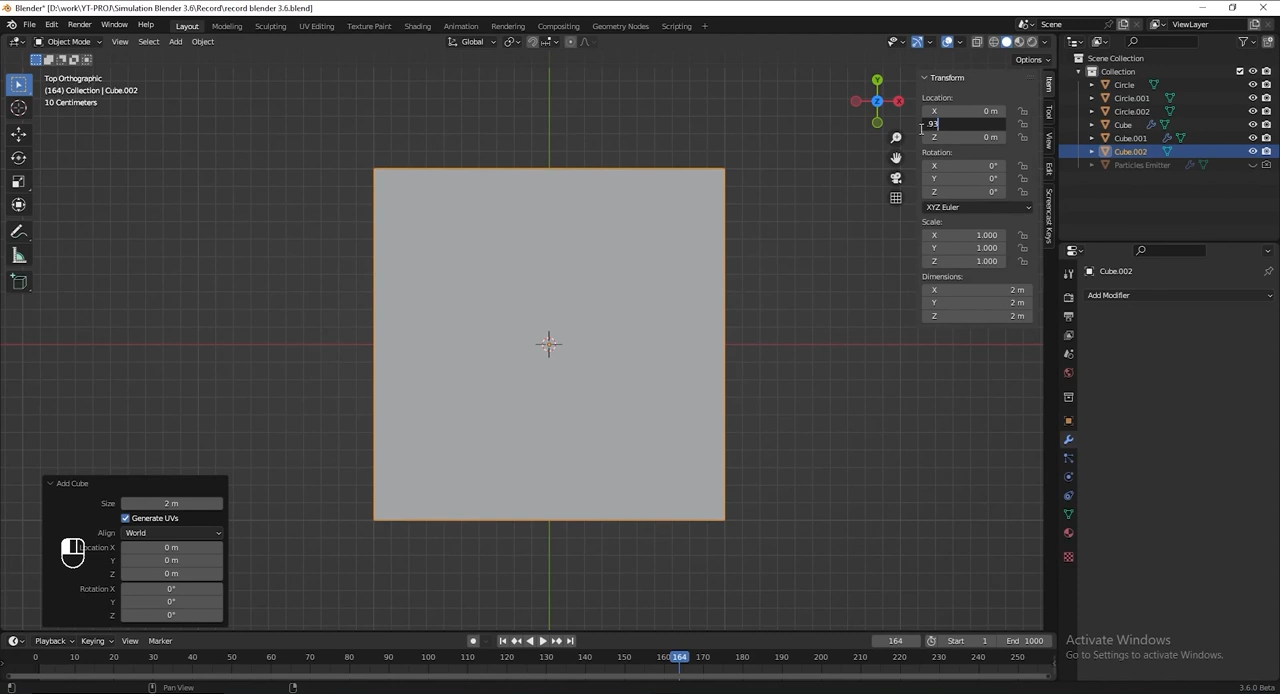 Blender* [D:\work\YT-PROJ\Simulation Blender 3.6\Record\record blender 3.6.blend]
File Edit Render Window Help Layout Modeling Sculpting UV Editing Texture Paint Shading Animation Rendering Compositing Geometry Nodes Scripting + Scene ViewLayer
Object Mode View Select Add Object Global
Options
Top Orthographic
(164) Collection | Cube.002
10 Centimeters
Y
X
Z
Transform
Location:
X 0 m
.93
Z 0 m
Rotation:
X 0°
Y 0°
Z 0°
XYZ Euler
Scale:
X 1.000
Y 1.000
Z 1.000
Dimensions:
X 2 m
Y 2 m
Z 2 m
Item
Tool
View
Edit
Screencast Keys
Scene Collection
Collection
Circle
Circle.001
Circle.002
Cube
Cube.001
Cube.002
Particles Emitter
Cube.002
Add Modifier
Add Cube
Size 2 m
Generate UVs
Align World
Location X 0 m
Y 0 m
Z 0 m
Rotation X 0°
Y 0°
Z 0°
Playback Keying View Marker 164 Start 1 End 1000
0 10 20 30 40 50 60 70 80 90 100 110 120 130 140 150 160 164 170 180 190 200 210 220 230 240 250
Activate Windows
Go to Settings to activate Windows.
Pan View
3.6.0 Beta